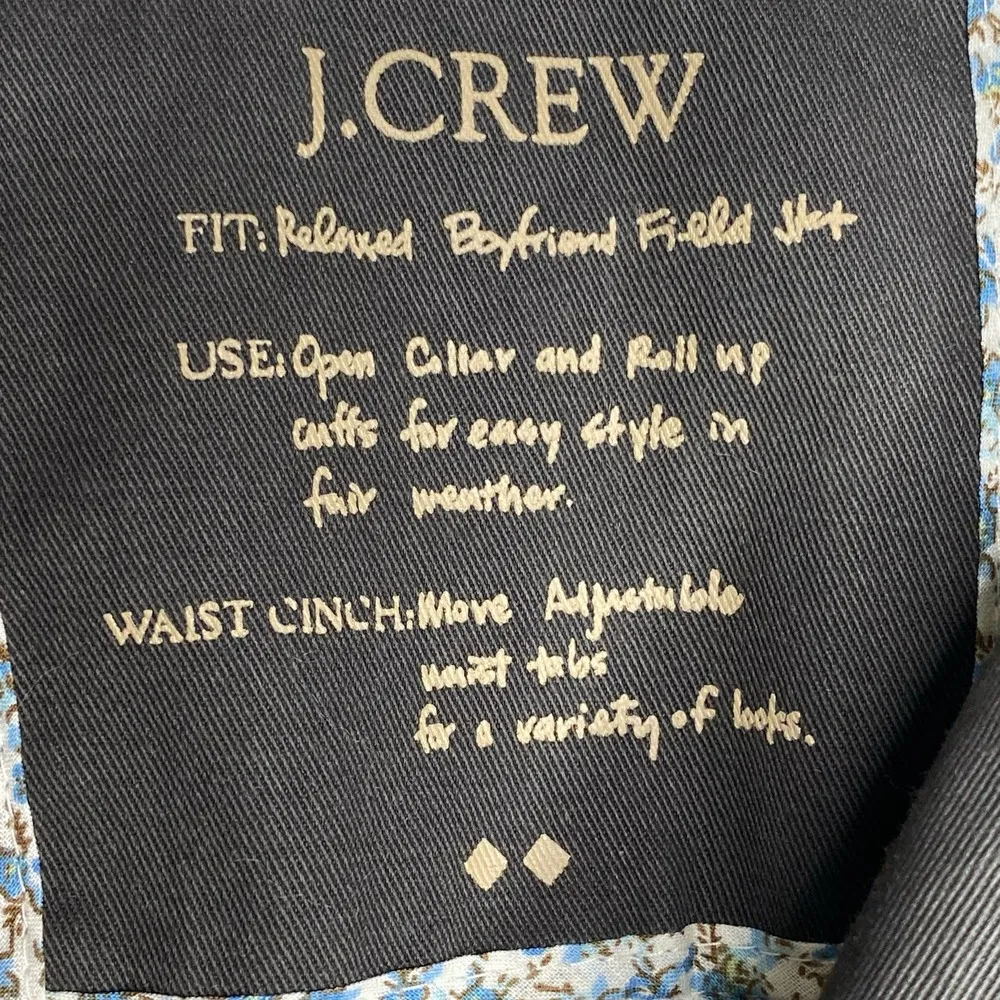 J.CREW
FIT: Relaxed Boyfriend Field Jkt
USE: Open Collar and Roll up
cuffs for easy style in
fair weather.
WAIST CINCH: Move Adjustable
waist tabs
for a variety of looks.